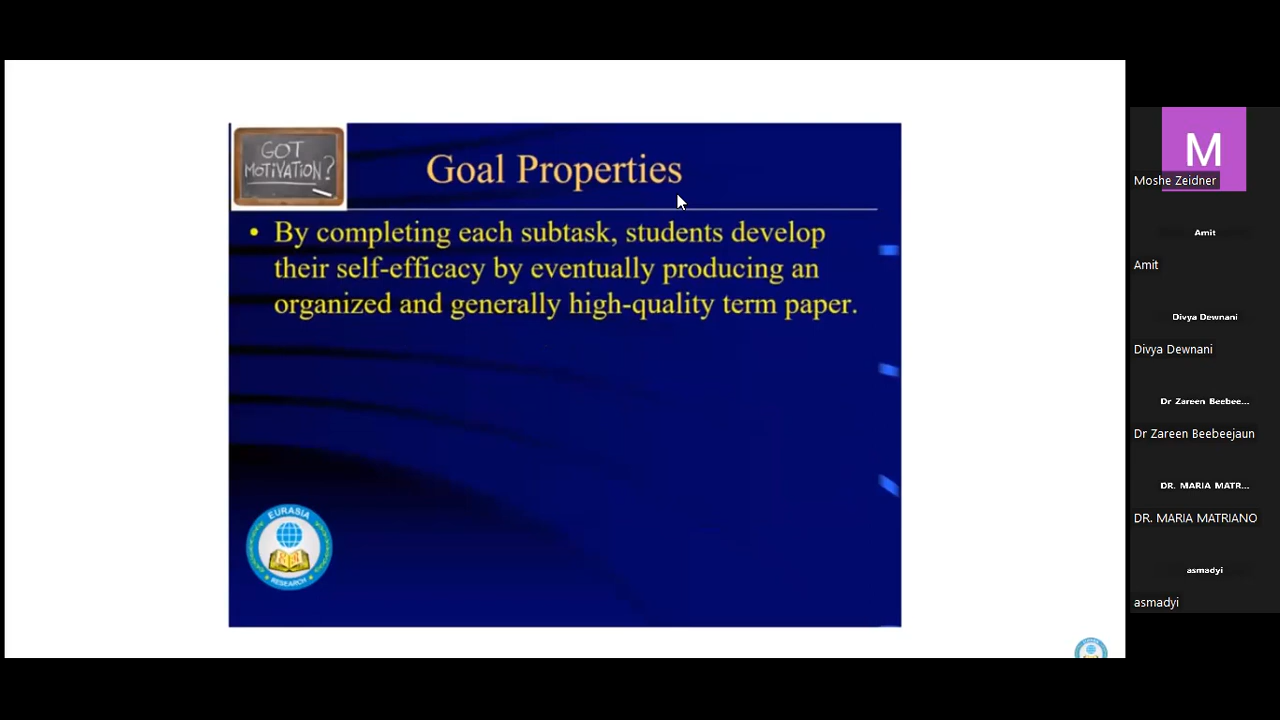 GOT
MOTIVATION?
Goal Properties
• By completing each subtask, students develop
their self-efficacy by eventually producing an
organized and generally high-quality term paper.
EURASIA
RESEARCH
M
Moshe Zeidner
Amit
Amit
Divya Dewnani
Divya Dewnani
Dr Zareen Beebee...
Dr Zareen Beebeejaun
DR. MARIA MATR...
DR. MARIA MATRIANO
asmadyi
asmadyi